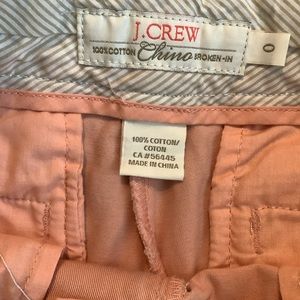 J.CREW
100% COTTON Chino BROKEN-IN
0
100% COTTON/
COTON
CA #56445
MADE IN CHINA